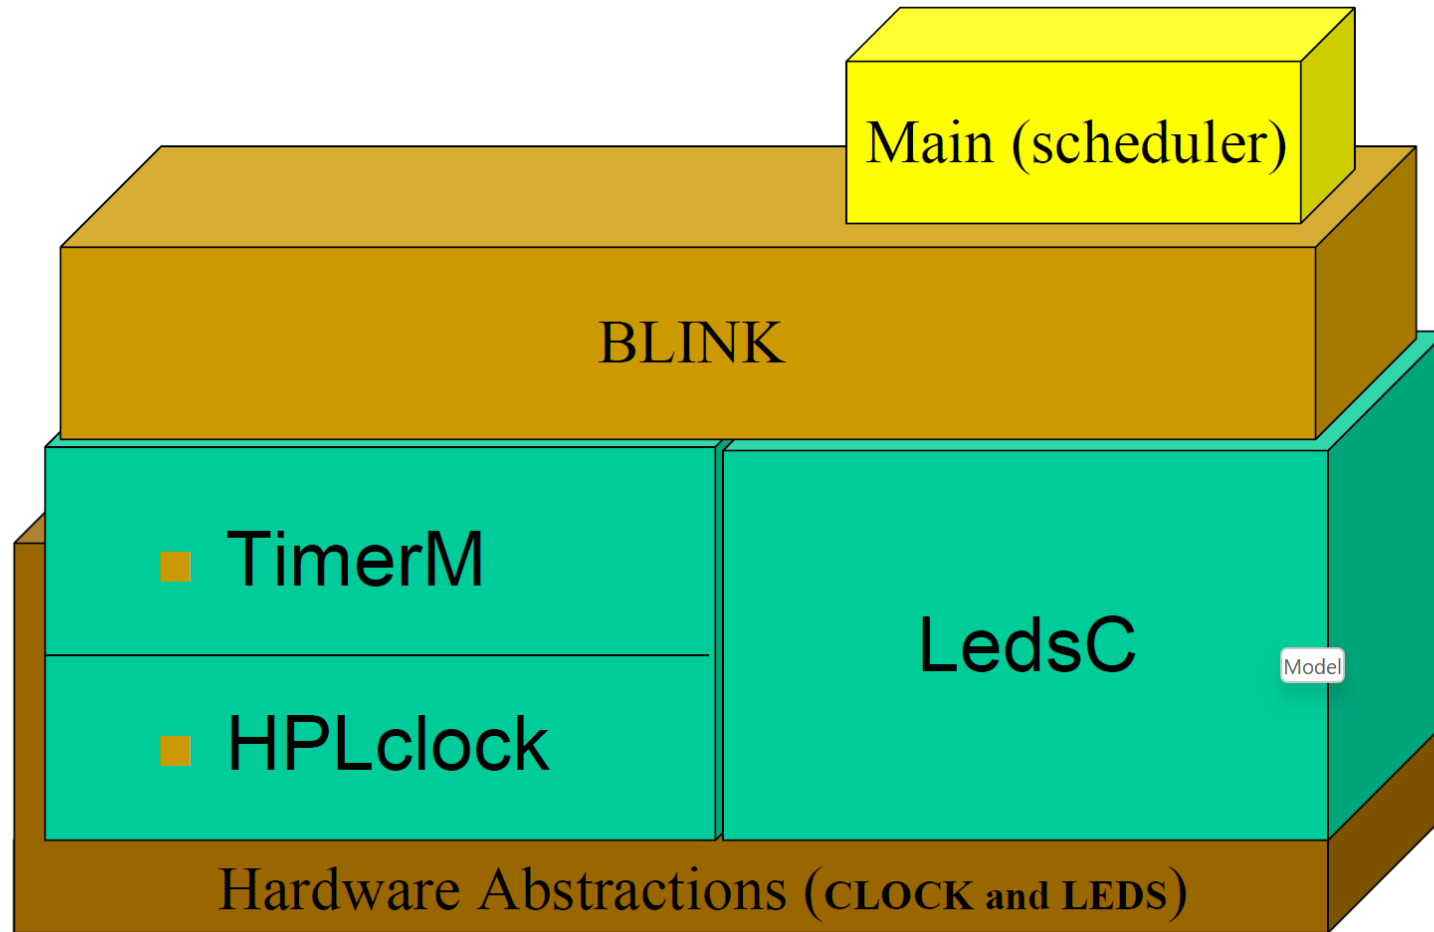 Main (scheduler)
BLINK
TimerM
HPLclock
LedsC
Model
Hardware Abstractions (CLOCK and LEDS)